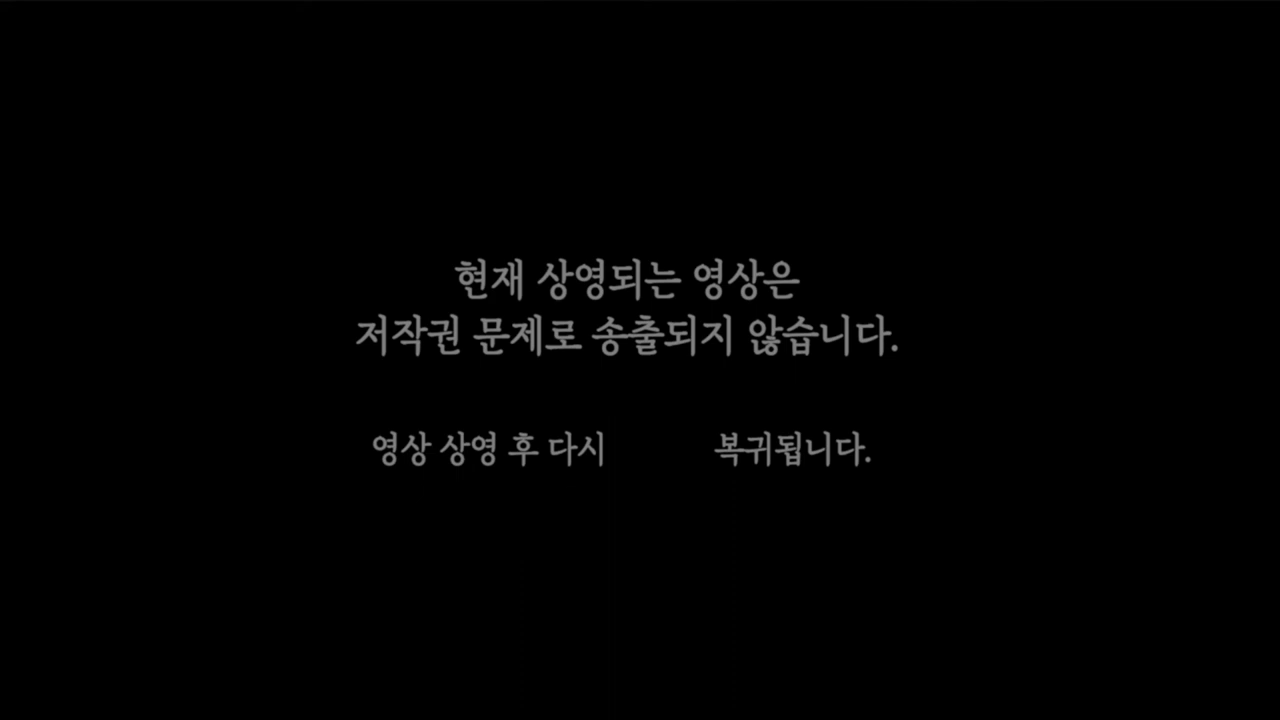 현재 상영되는 영상은
저작권 문제로 송출되지 않습니다.
영상 상영 후 다시 복귀됩니다.